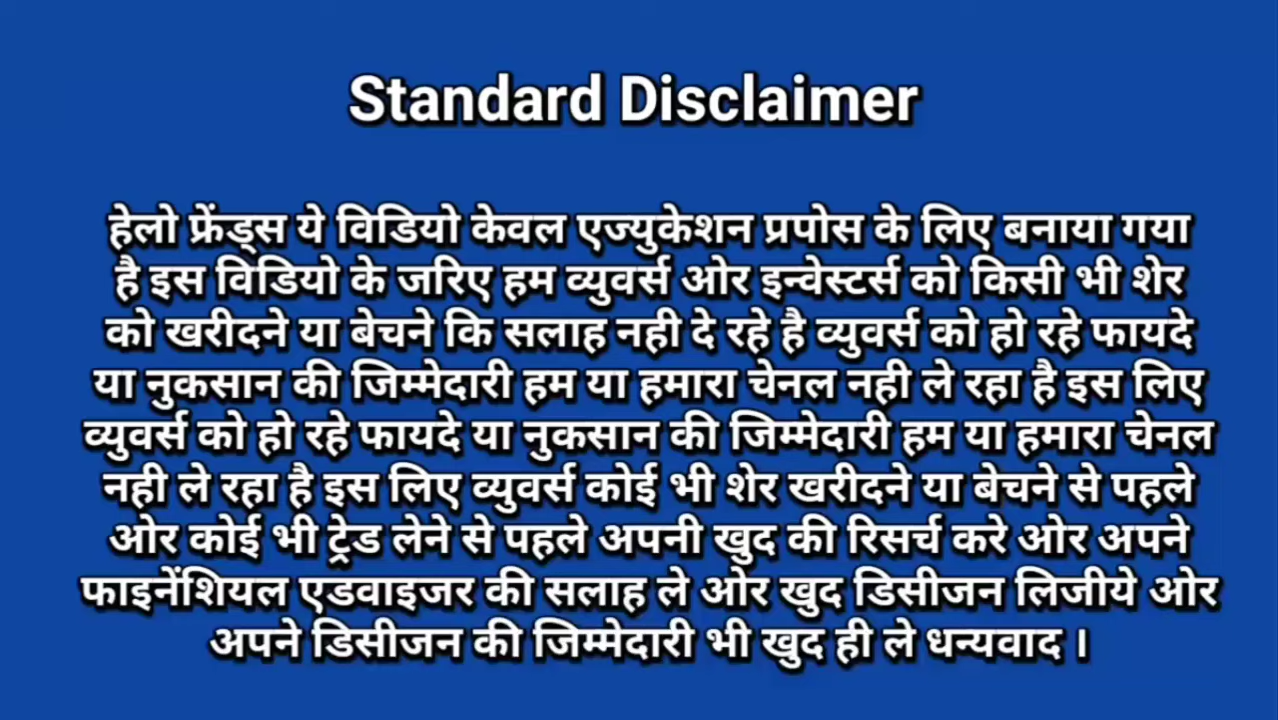 Standard Disclaimer
हेलो फ्रेंड्स ये विडियो केवल एज्युकेशन प्रपोस के लिए बनाया गया
है इस विडियो के जरिए हम व्युवर्स ओर इन्वेस्टर्स को किसी भी शेर
को खरीदने या बेचने कि सलाह नही दे रहे है व्युवर्स को हो रहे फायदे
या नुकसान की जिम्मेदारी हम या हमारा चेनल नही ले रहा है इस लिए
व्युवर्स को हो रहे फायदे या नुकसान की जिम्मेदारी हम या हमारा चेनल
नही ले रहा है इस लिए व्युवर्स कोई भी शेर खरीदने या बेचने से पहले
ओर कोई भी ट्रेड लेने से पहले अपनी खुद की रिसर्च करे ओर अपने
फाइनेंशियल एडवाइजर की सलाह ले ओर खुद डिसीजन लिजीये ओर
अपने डिसीजन की जिम्मेदारी भी खुद ही ले धन्यवाद ।